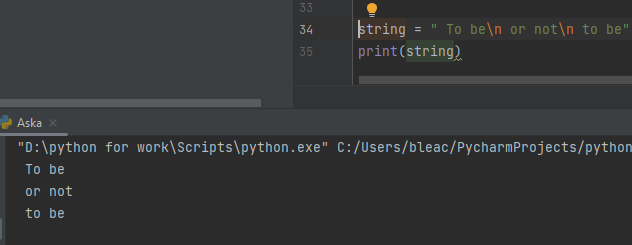 33
34 string = " To be\n or not\n to be"
35 print(string)
Aska
"D:\python for work\Scripts\python.exe" C:/Users/bleac/PycharmProjects/python
To be
or not
to be